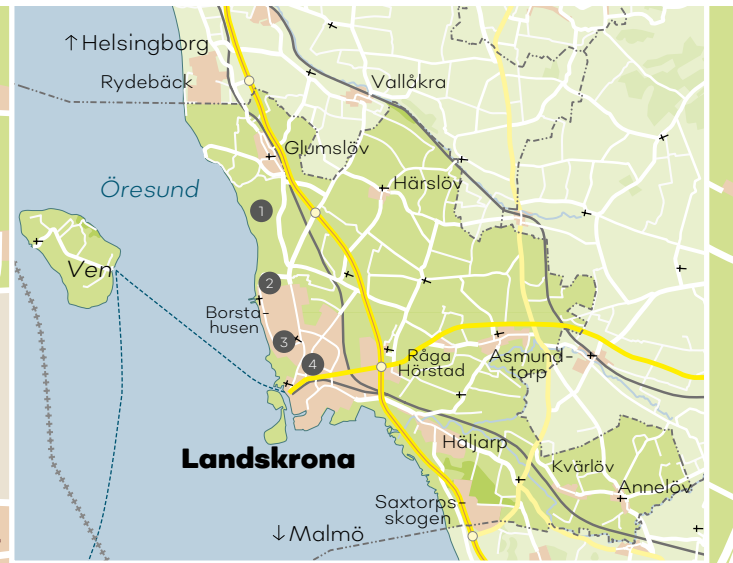 ↑Helsingborg
Rydebäck
Vallåkra
Glumslöv
Härslöv
Öresund
1
Ven
2
Borsta-
husen
3
4
Råga
Hörstad
Asmund-
torp
Landskrona
Häljarp
Kvärlöv
Annelöv
Saxtorps-
skogen
↓Malmö